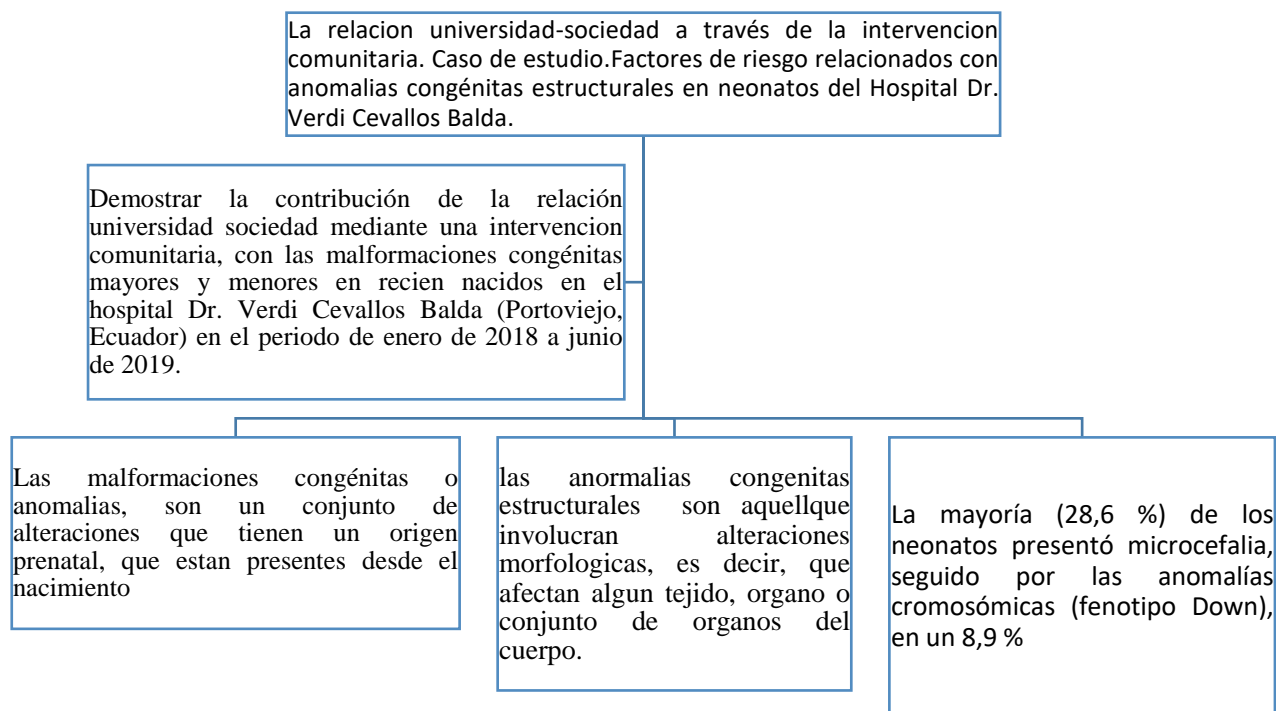 La relacion universidad-sociedad a través de la intervencion
comunitaria. Caso de estudio.Factores de riesgo relacionados con
anomalias congénitas estructurales en neonatos del Hospital Dr.
Verdi Cevallos Balda.
Demostrar la contribución de la relación
universidad sociedad mediante una intervencion
comunitaria, con las malformaciones congénitas
mayores y menores en recien nacidos en el
hospital Dr. Verdi Cevallos Balda (Portoviejo,
Ecuador) en el periodo de enero de 2018 a junio
de 2019.
Las malformaciones congénitas o
anomalias, son un conjunto de
alteraciones que tienen un origen
prenatal, que estan presentes desde el
nacimiento
las anormalias congenitas
estructurales son aquellque
involucran alteraciones
morfologicas, es decir, que
afectan algun tejido, organo o
conjunto de organos del
cuerpo.
La mayoría (28,6 %) de los
neonatos presentó microcefalia,
seguido por las anomalías
cromosómicas (fenotipo Down),
en un 8,9 %